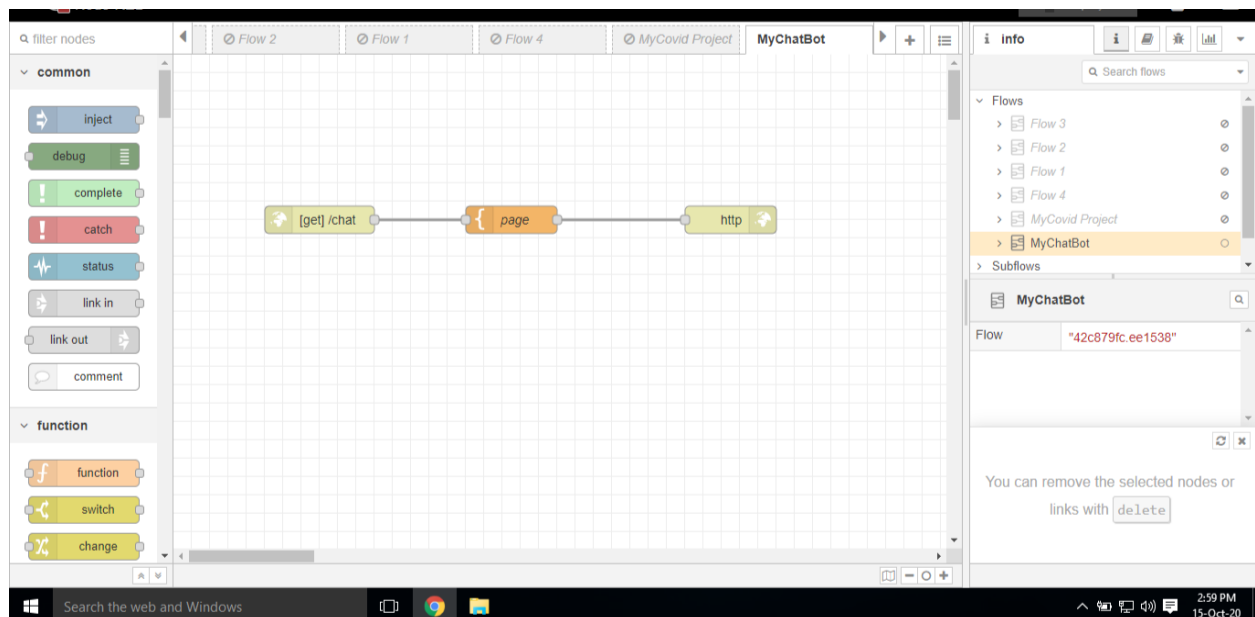 filter nodes
Flow 2
Flow 1
Flow 4
MyCovid Project
MyChatBot
i info
i
Search flows
common
inject
debug
complete
catch
status
link in
link out
comment
function
function
switch
change
[get] /chat
page
http
Flows
Flow 3
Flow 2
Flow 1
Flow 4
MyCovid Project
MyChatBot
Subflows
MyChatBot
Flow "42c879fc.ee1538"
You can remove the selected nodes or
links with delete
Search the web and Windows
2:59 PM
15-Oct-20